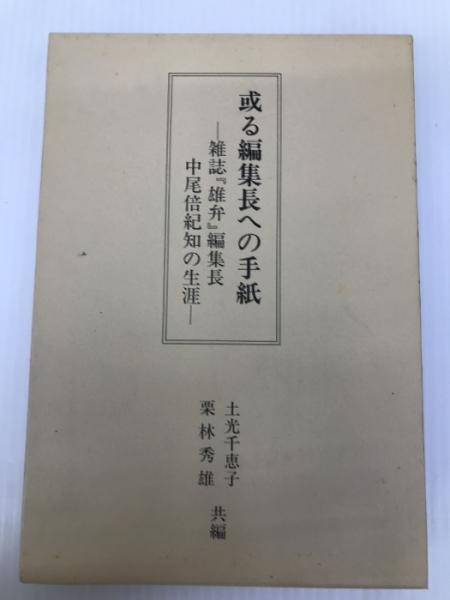 或る編集長への手紙
―雑誌『雄弁』編集長
中尾倍紀知の生涯―
土光千恵子
栗林秀雄 共編